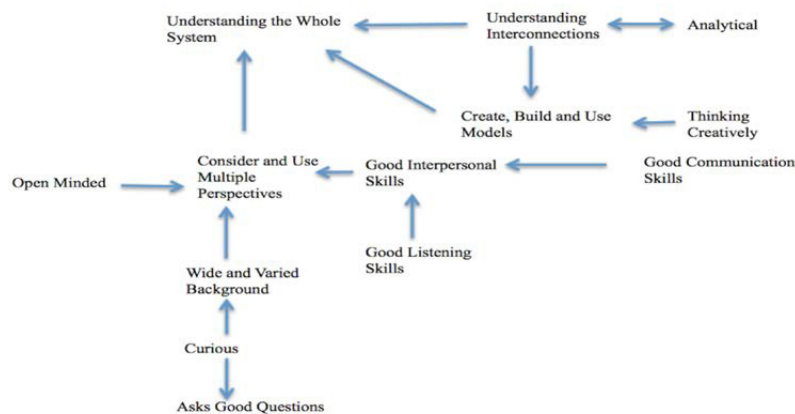 Understanding the Whole
System
Understanding
Interconnections
Analytical
Create, Build and Use
Models
Thinking
Creatively
Open Minded
Consider and Use
Multiple
Perspectives
Good Interpersonal
Skills
Good Communication
Skills
Good Listening
Skills
Wide and Varied
Background
Curious
Asks Good Questions